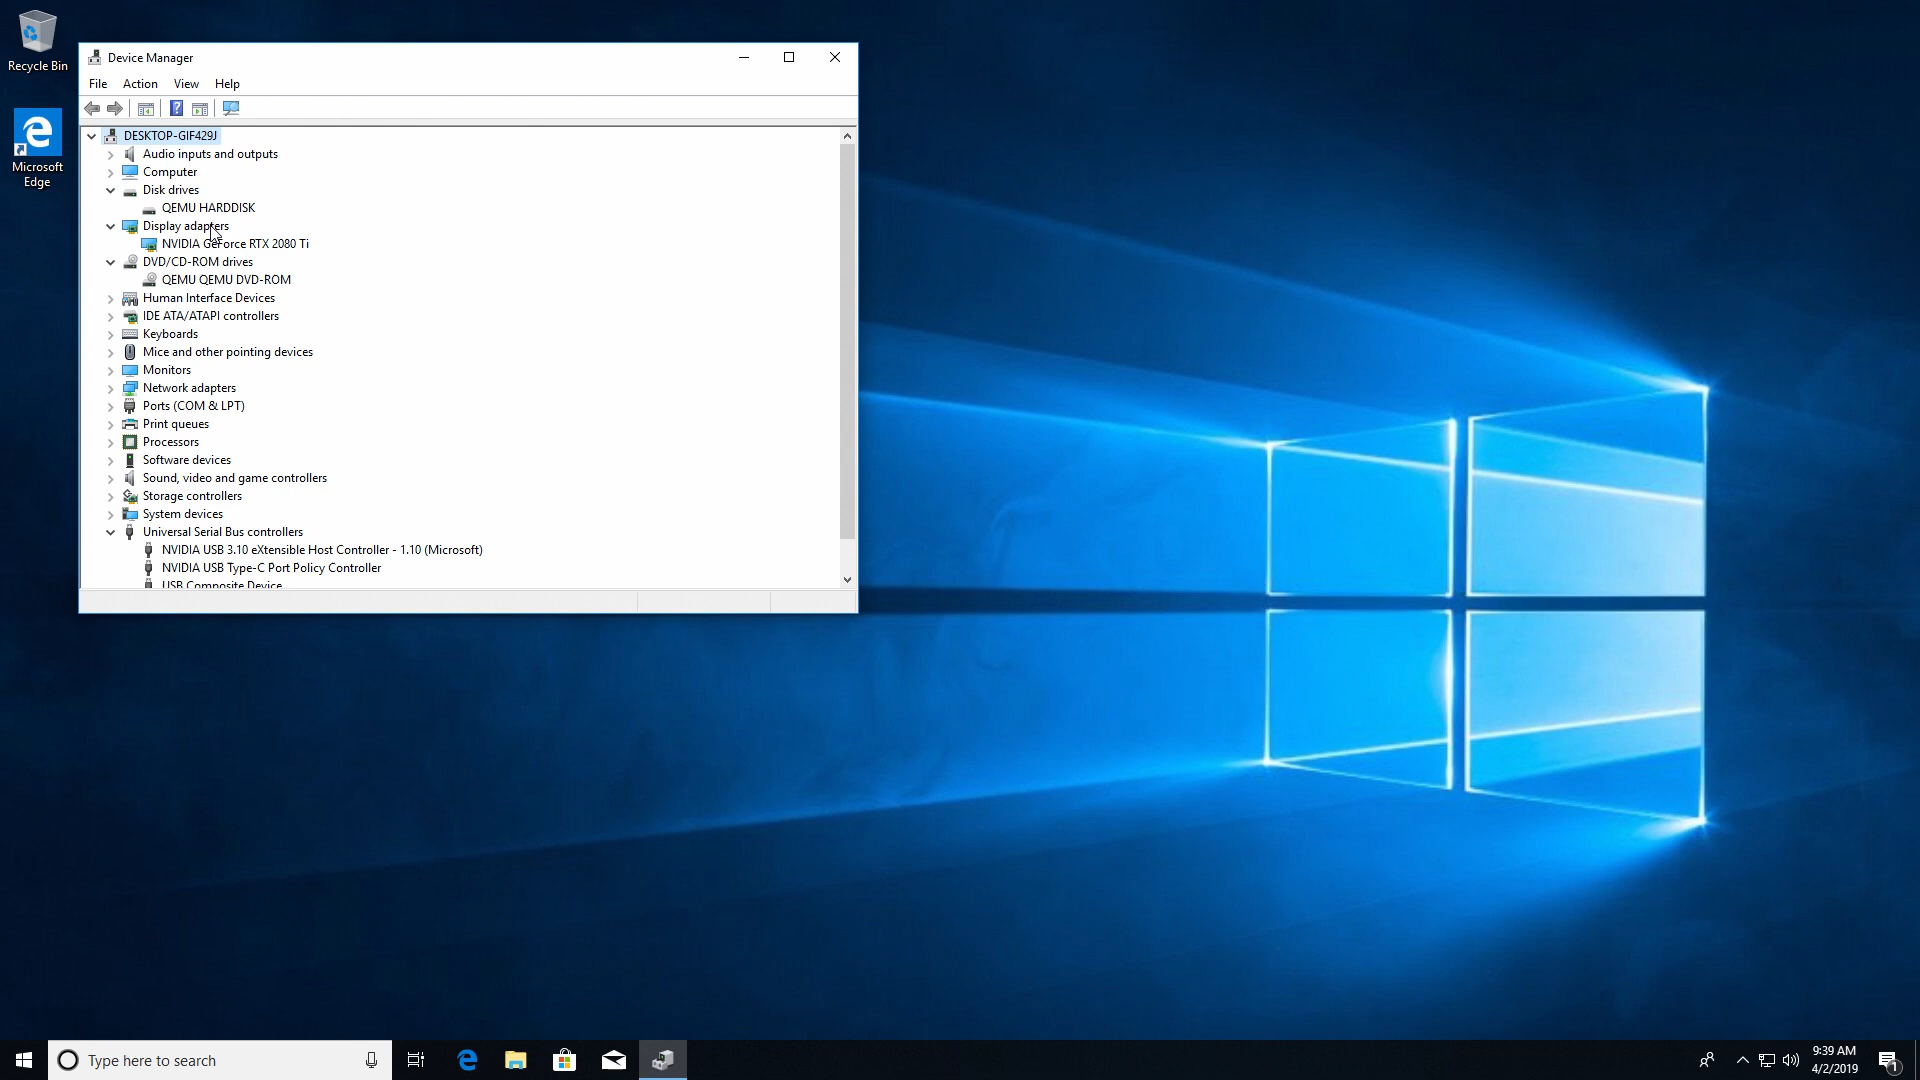 Recycle Bin
Microsoft
Edge
Device Manager
File Action View Help
DESKTOP-GIF429J
Audio inputs and outputs
Computer
Disk drives
QEMU HARDDISK
Display adapters
NVIDIA GeForce RTX 2080 Ti
DVD/CD-ROM drives
QEMU QEMU DVD-ROM
Human Interface Devices
IDE ATA/ATAPI controllers
Keyboards
Mice and other pointing devices
Monitors
Network adapters
Ports (COM & LPT)
Print queues
Processors
Software devices
Sound, video and game controllers
Storage controllers
System devices
Universal Serial Bus controllers
NVIDIA USB 3.10 eXtensible Host Controller - 1.10 (Microsoft)
NVIDIA USB Type-C Port Policy Controller
USB Composite Device
Type here to search
9:39 AM
4/2/2019
1